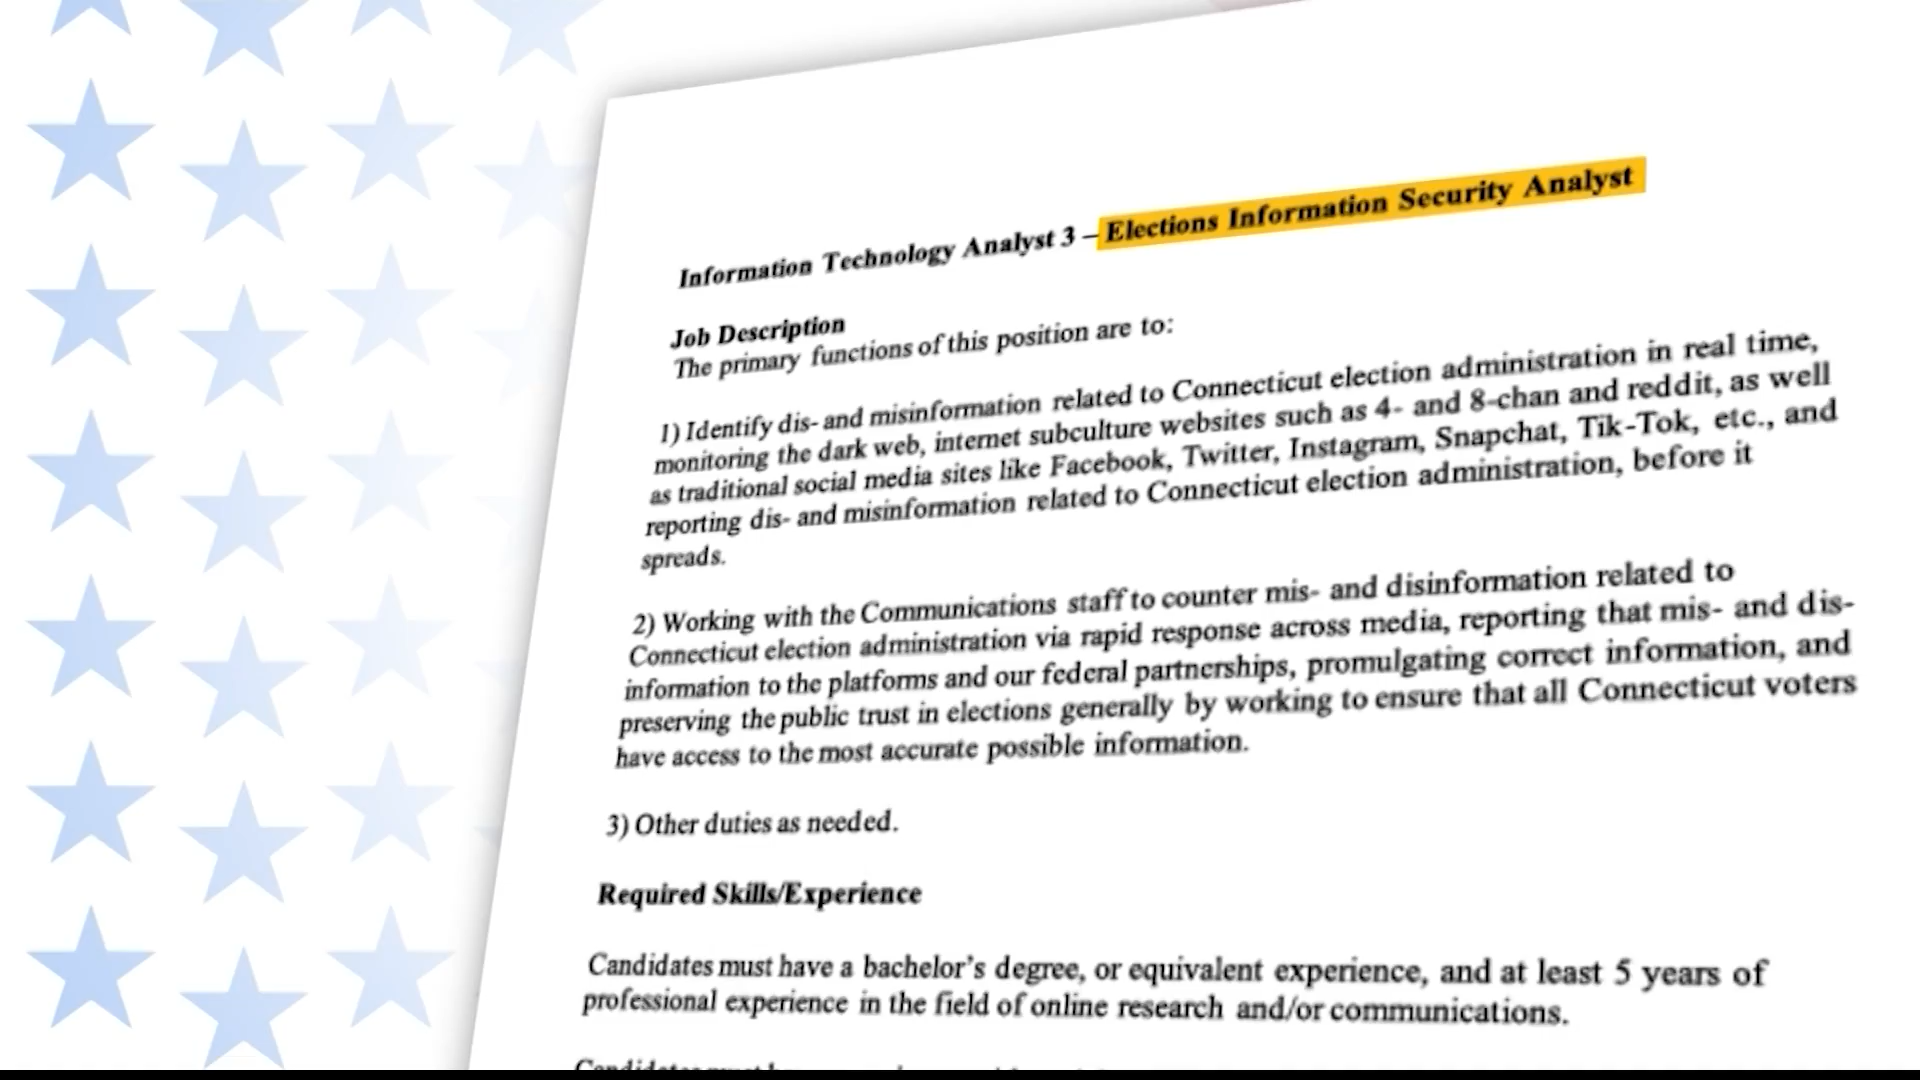 Information Technology Analyst 3 – Elections Information Security Analyst
Job Description
The primary functions of this position are to:
1) Identify dis- and misinformation related to Connecticut election administration in real time,
monitoring the dark web, internet subculture websites such as 4- and 8-chan and reddit, as well
as traditional social media sites like Facebook, Twitter, Instagram, Snapchat, Tik-Tok, etc., and
reporting dis- and misinformation related to Connecticut election administration, before it
spreads.
2) Working with the Communications staff to counter mis- and disinformation related to
Connecticut election administration via rapid response across media, reporting that mis- and dis-
information to the platforms and our federal partnerships, promulgating correct information, and
preserving the public trust in elections generally by working to ensure that all Connecticut voters
have access to the most accurate possible information.
3) Other duties as needed.
Required Skills/Experience
Candidates must have a bachelor's degree, or equivalent experience, and at least 5 years of
professional experience in the field of online research and/or communications.